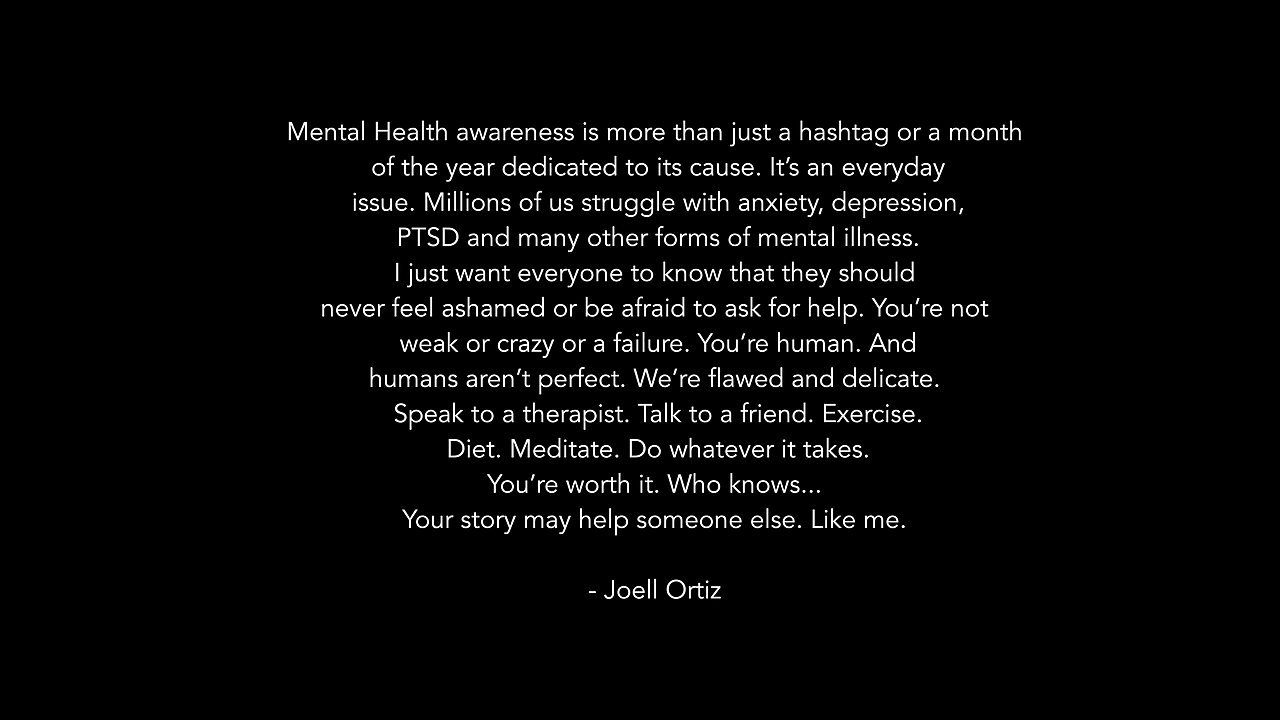 Mental Health awareness is more than just a hashtag or a month
of the year dedicated to its cause. It’s an everyday
issue. Millions of us struggle with anxiety, depression,
PTSD and many other forms of mental illness.
I just want everyone to know that they should
never feel ashamed or be afraid to ask for help. You’re not
weak or crazy or a failure. You’re human. And
humans aren’t perfect. We’re flawed and delicate.
Speak to a therapist. Talk to a friend. Exercise.
Diet. Meditate. Do whatever it takes.
You’re worth it. Who knows...
Your story may help someone else. Like me.
- Joell Ortiz